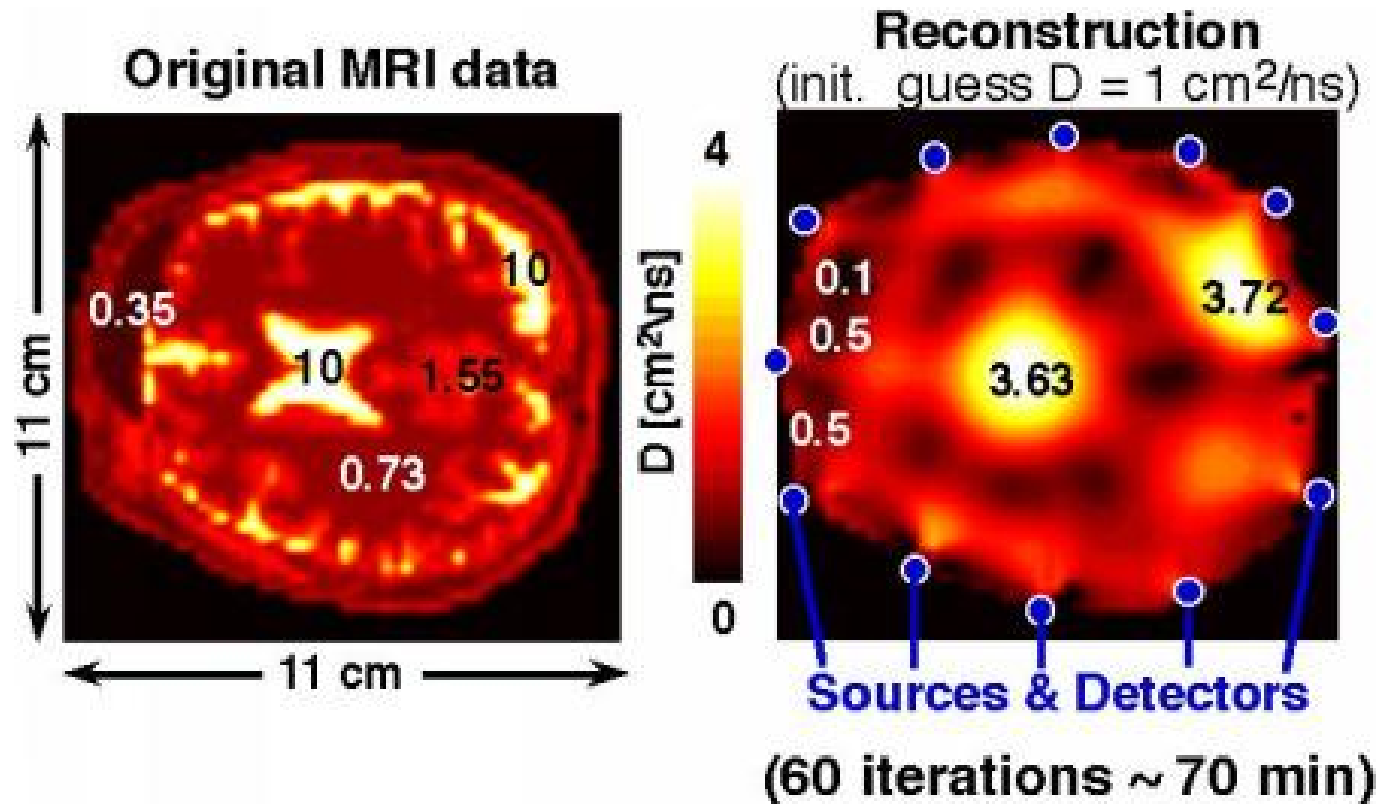 Original MRI data
11 cm
0.35
10
10
1.55
0.73
11 cm
4
D [cm²/ns]
0
Reconstruction
(init. guess D = 1 cm²/ns)
0.1
0.5
0.5
3.63
3.72
Sources & Detectors
(60 iterations ~ 70 min)